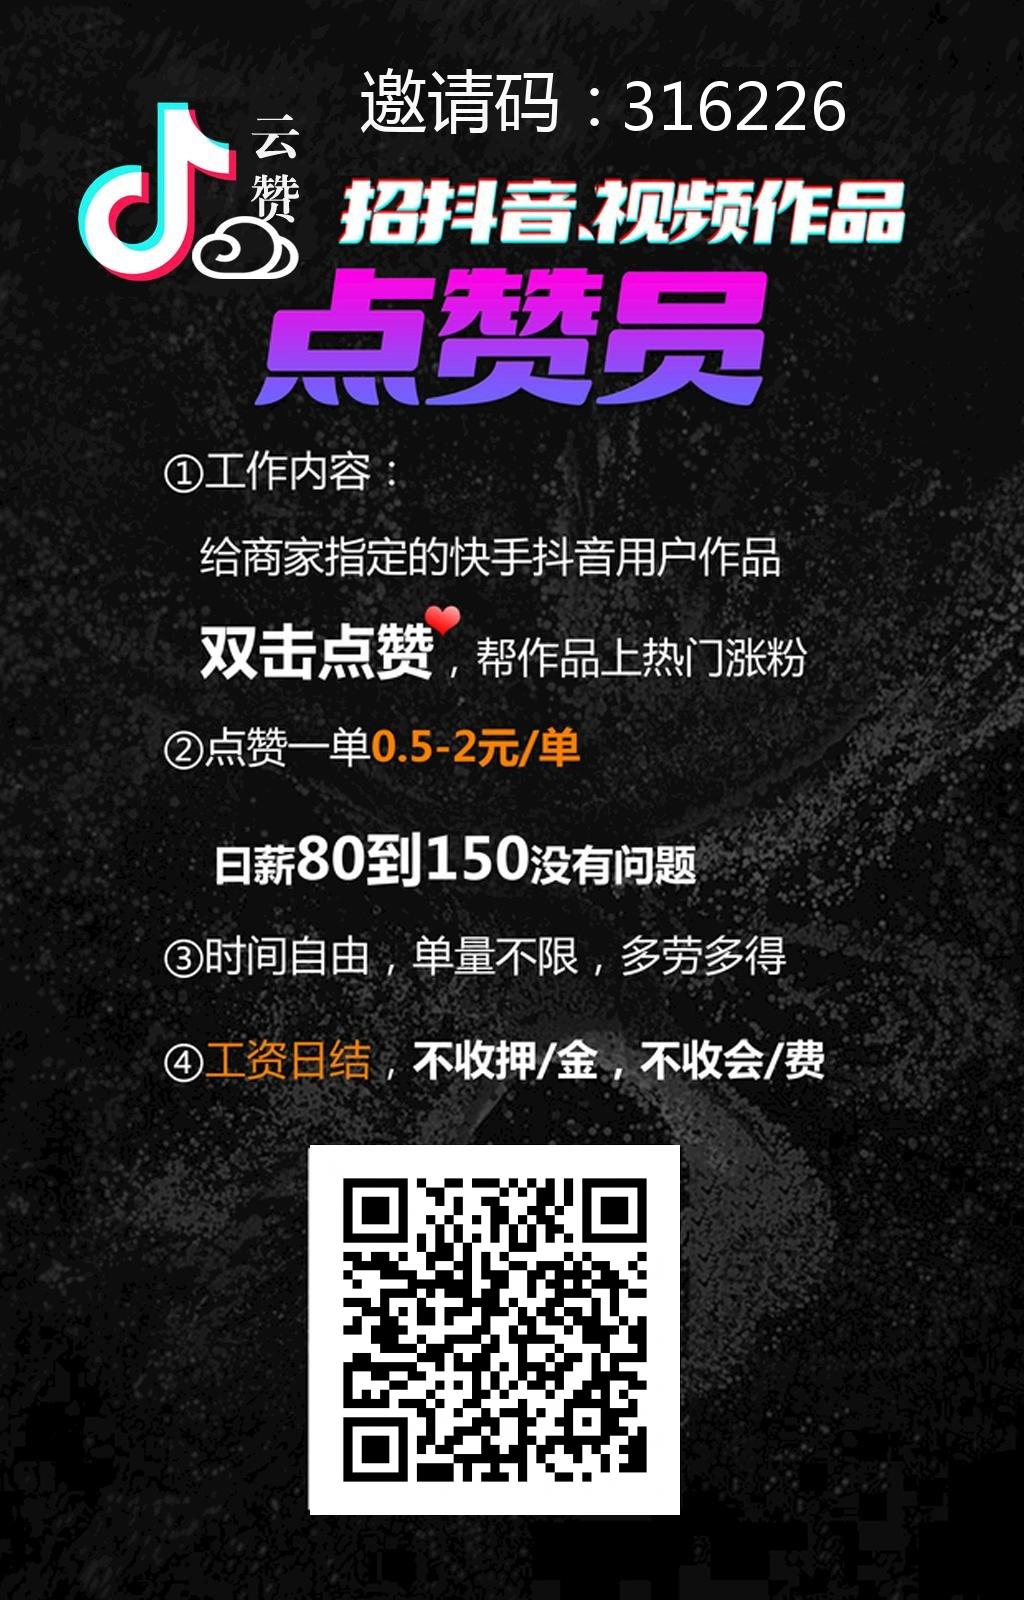 邀请码：316226
云赞
招抖音、视频作品
点赞员
①工作内容：
给商家指定的快手抖音用户作品
双击点赞，帮作品上热门涨粉
②点赞一单0.5-2元/单
日薪80到150没有问题
③时间自由，单量不限，多劳多得
④工资日结，不收押/金，不收会/费